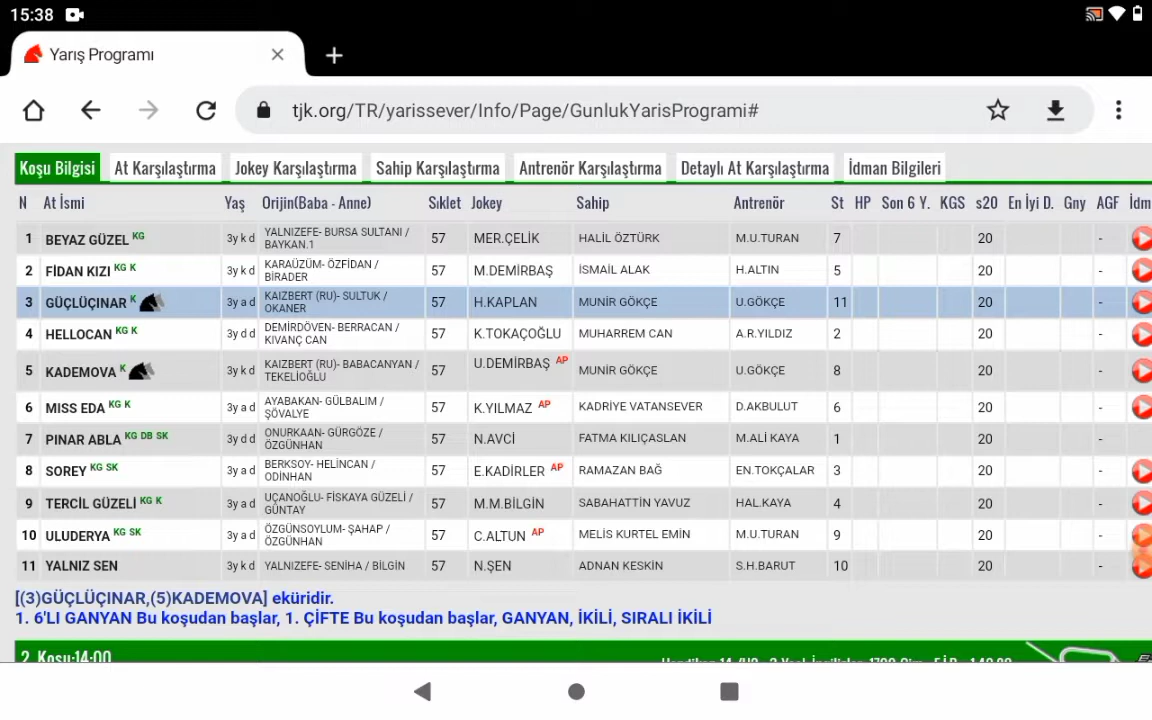 15:38
Yarış Programı
tjk.org/TR/yarissever/Info/Page/GunlukYarisProgrami#
Koşu Bilgisi At Karşılaştırma Jokey Karşılaştırma Sahip Karşılaştırma Antrenör Karşılaştırma Detaylı At Karşılaştırma İdman Bilgileri
N At İsmi Yaş Orijin(Baba - Anne) Sıklet Jokey Sahip Antrenör St HP Son 6 Y. KGS s20 En İyi D. Gny AGF İdm
1 BEYAZ GÜZEL KG 3y k d YALNIZEFE- BURSA SULTANI / BAYKAN.1 57 MER.ÇELİK HALİL ÖZTÜRK M.U.TURAN 7 20 -
2 FİDAN KIZI KG K 3y k d KARAÜZÜM- ÖZFİDAN / BİRADER 57 M.DEMİRBAŞ İSMAİL ALAK H.ALTIN 5 20 -
3 GÜÇLÜÇINAR K 3y a d KAIZBERT (RU)- SULTUK / OKANER 57 H.KAPLAN MUNİR GÖKÇE U.GÖKÇE 11 20 -
4 HELLOCAN KG K 3y d d DEMİRDÖVEN- BERRACAN / KIVANÇ CAN 57 K.TOKAÇOĞLU MUHARREM CAN A.R.YILDIZ 2 20 -
5 KADEMOVA K 3y k d KAIZBERT (RU)- BABACANYAN / TEKELİOĞLU 57 U.DEMİRBAŞ AP MUNİR GÖKÇE U.GÖKÇE 8 20 -
6 MISS EDA KG K 3y a d AYABAKAN- GÜLBALIM / ŞÖVALYE 57 K.YILMAZ AP KADRİYE VATANSEVER D.AKBULUT 6 20 -
7 PINAR ABLA KG DB SK 3y d d ONURKAAN- GÜRGÖZE / ÖZGÜNHAN 57 N.AVCİ FATMA KILIÇASLAN M.ALİ KAYA 1 20 -
8 SOREY KG SK 3y a d BERKSOY- HELİNCAN / ODİNHAN 57 E.KADİRLER AP RAMAZAN BAĞ EN.TOKÇALAR 3 20 -
9 TERCİL GÜZELİ KG K 3y a d UÇANOĞLU- FİSKAYA GÜZELİ / GÜNTAY 57 M.M.BİLGİN SABAHATTİN YAVUZ HAL.KAYA 4 20 -
10 ULUDERYA KG SK 3y a d ÖZGÜNSOYLUM- ŞAHAP / ÖZGÜNHAN 57 C.ALTUN AP MELİS KURTEL EMİN M.U.TURAN 9 20 -
11 YALNIZ SEN 3y k d YALNIZEFE- SENİHA / BİLGİN 57 N.ŞEN ADNAN KESKİN S.H.BARUT 10 20 -
[(3)GÜÇLÜÇINAR,(5)KADEMOVA] eküridir.
1. 6'LI GANYAN Bu koşudan başlar, 1. ÇİFTE Bu koşudan başlar, GANYAN, İKİLİ, SIRALI İKİLİ
2. Koşu:14:00